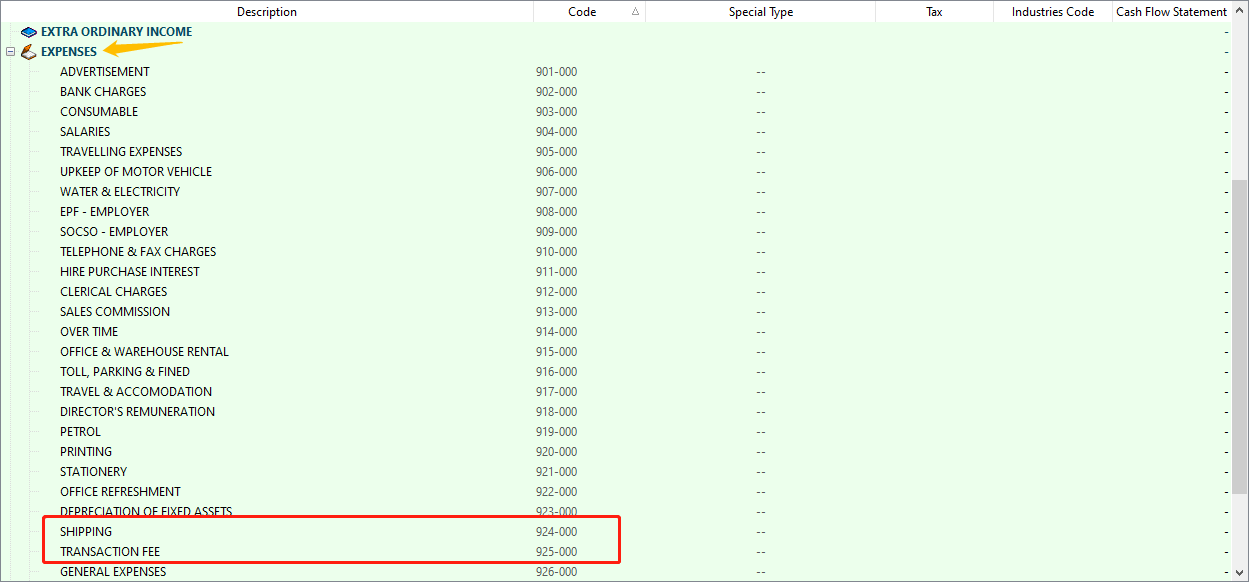 Description Code Special Type Tax Industries Code Cash Flow Statement
EXTRA ORDINARY INCOME -
EXPENSES -
ADVERTISEMENT 901-000 -- -
BANK CHARGES 902-000 -- -
CONSUMABLE 903-000 -- -
SALARIES 904-000 -- -
TRAVELLING EXPENSES 905-000 -- -
UPKEEP OF MOTOR VEHICLE 906-000 -- -
WATER & ELECTRICITY 907-000 -- -
EPF - EMPLOYER 908-000 -- -
SOCSO - EMPLOYER 909-000 -- -
TELEPHONE & FAX CHARGES 910-000 -- -
HIRE PURCHASE INTEREST 911-000 -- -
CLERICAL CHARGES 912-000 -- -
SALES COMMISSION 913-000 -- -
OVER TIME 914-000 -- -
OFFICE & WAREHOUSE RENTAL 915-000 -- -
TOLL, PARKING & FINED 916-000 -- -
TRAVEL & ACCOMODATION 917-000 -- -
DIRECTOR'S REMUNERATION 918-000 -- -
PETROL 919-000 -- -
PRINTING 920-000 -- -
STATIONERY 921-000 -- -
OFFICE REFRESHMENT 922-000 -- -
DEPRECIATION OF FIXED ASSETS 923-000 -- -
SHIPPING 924-000 -- -
TRANSACTION FEE 925-000 -- -
GENERAL EXPENSES 926-000 -- -